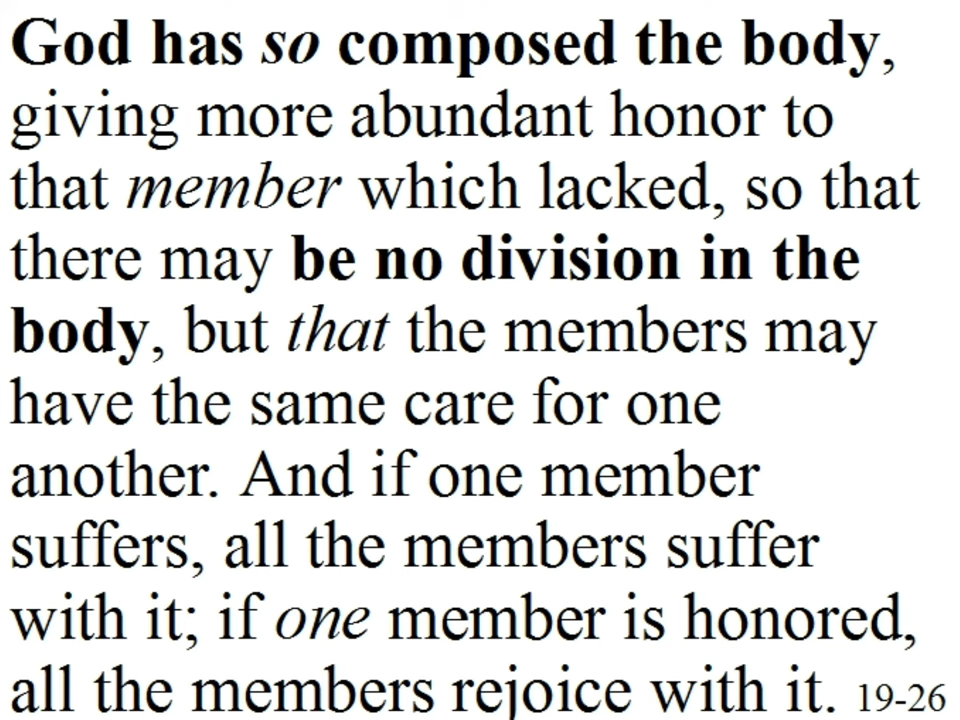 God has so composed the body,
giving more abundant honor to
that member which lacked, so that
there may be no division in the
body, but that the members may
have the same care for one
another. And if one member
suffers, all the members suffer
with it; if one member is honored,
all the members rejoice with it. 19-26